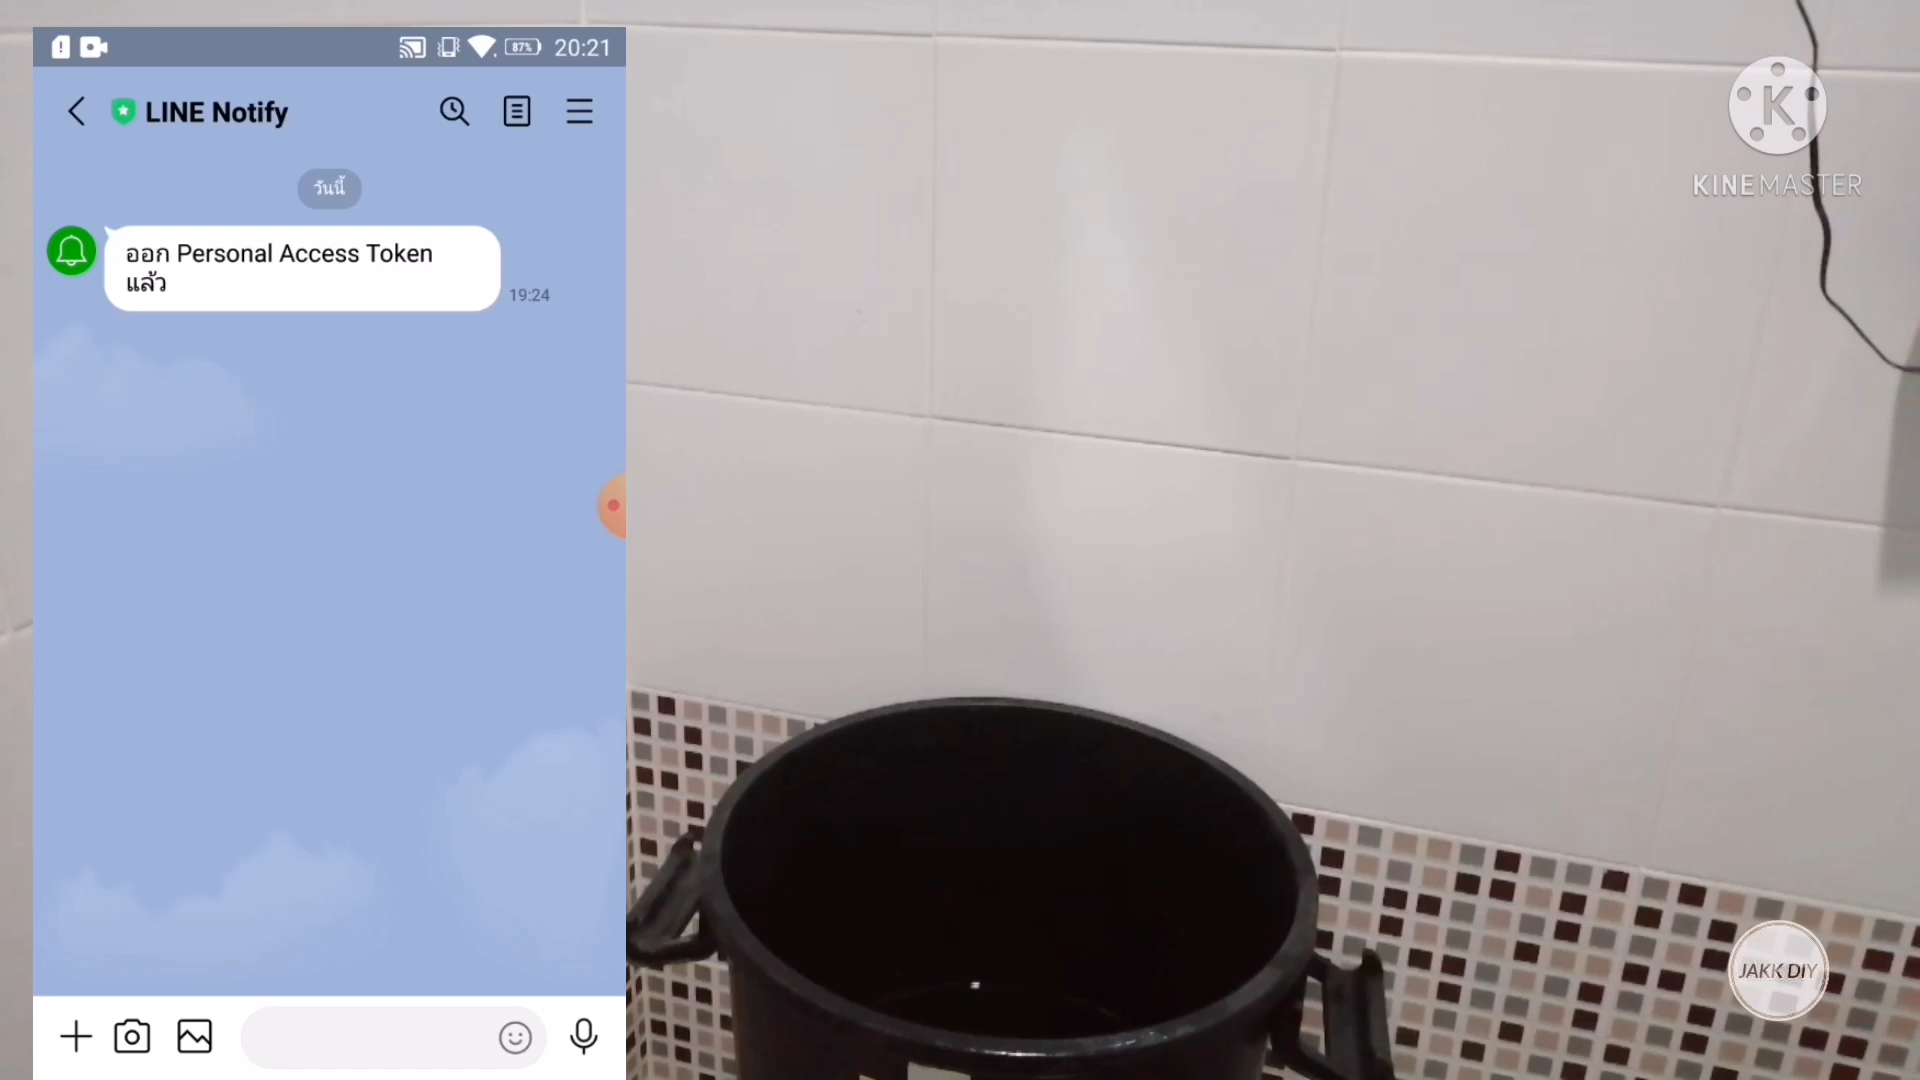 87%
20:21
LINE Notify
วันนี้
ออก Personal Access Token
แล้ว
19:24
K
KINEMASTER
JAKK DIY